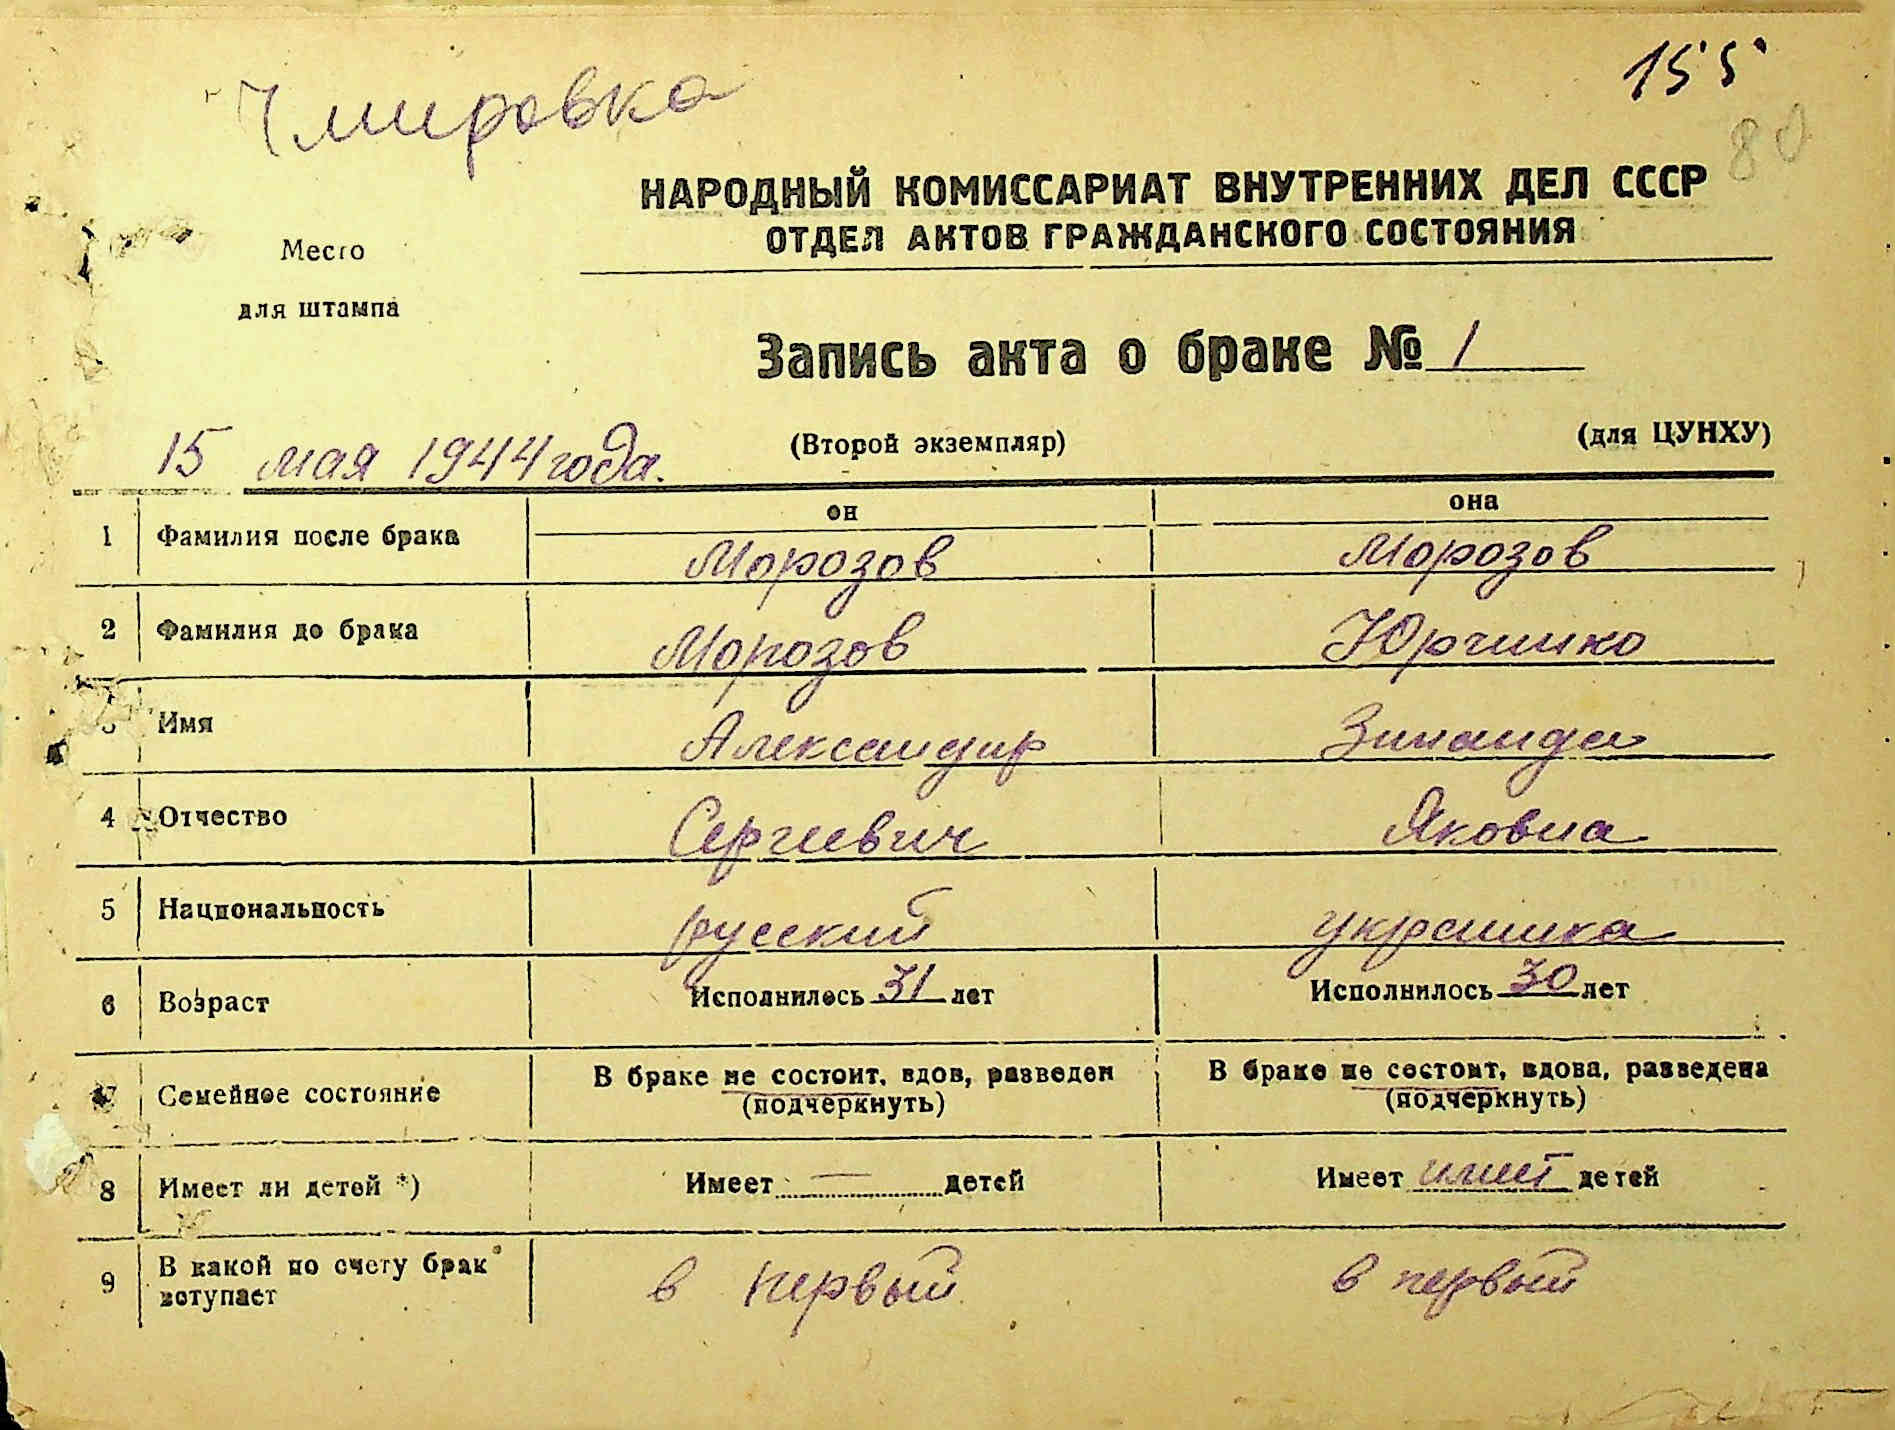 Чмировка
155
80
НАРОДНЫЙ КОМИССАРИАТ ВНУТРЕННИХ ДЕЛ СССР
ОТДЕЛ АКТОВ ГРАЖДАНСКОГО СОСТОЯНИЯ
Место
для штампа
Запись акта о браке № 1
15 мая 1944 года.
(Второй экземпляр)
(для ЦУНХУ)
он
она
1 Фамилия после брака Морозов Морозов
2 Фамилия до брака Морозов Юрченко
3 Имя Александр Зинаида
4 Отчество Сергеевич Яковна
5 Национальность русский украинка
6 Возраст Исполнилось 31 лет Исполнилось 30 лет
7 Семейное состояние В браке не состоит, вдов, разведен В браке не состоит, вдова, разведена
(подчеркнуть) (подчеркнуть)
8 Имеет ли детей *) Имеет — детей Имеет имеет детей
9 В какой по счету брак в первый в первый
вступает